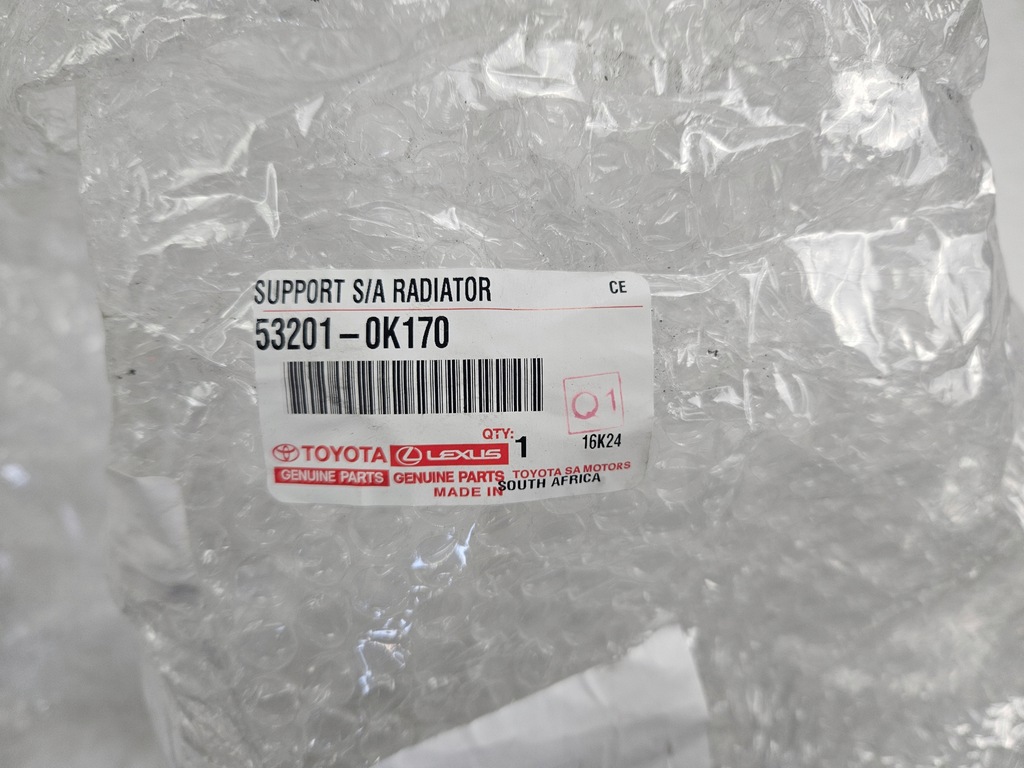 SUPPORT S/A RADIATOR CE
53201-0K170
Q1
QTY: 1 16K24
TOYOTA LEXUS
GENUINE PARTS GENUINE PARTS TOYOTA SA MOTORS
MADE IN SOUTH AFRICA